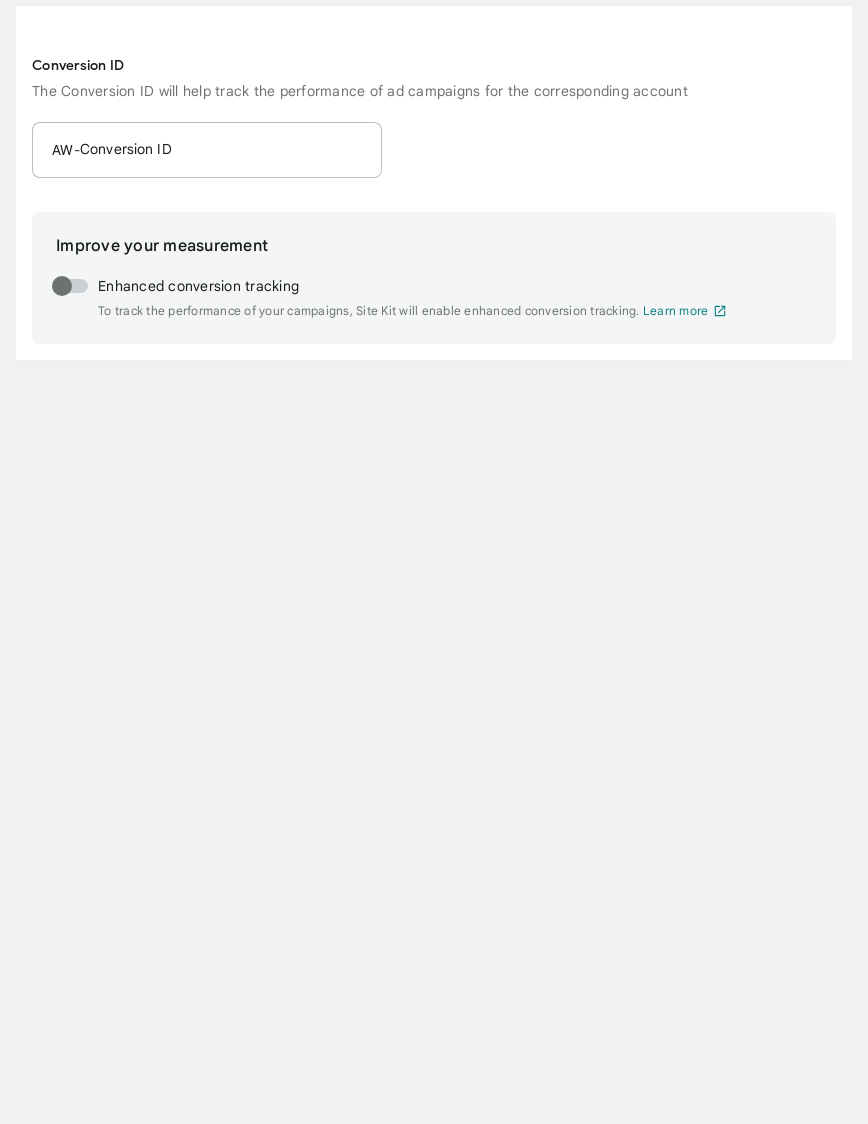 Conversion ID
The Conversion ID will help track the performance of ad campaigns for the corresponding account
AW-Conversion ID
Improve your measurement
Enhanced conversion tracking
To track the performance of your campaigns, Site Kit will enable enhanced conversion tracking. Learn more